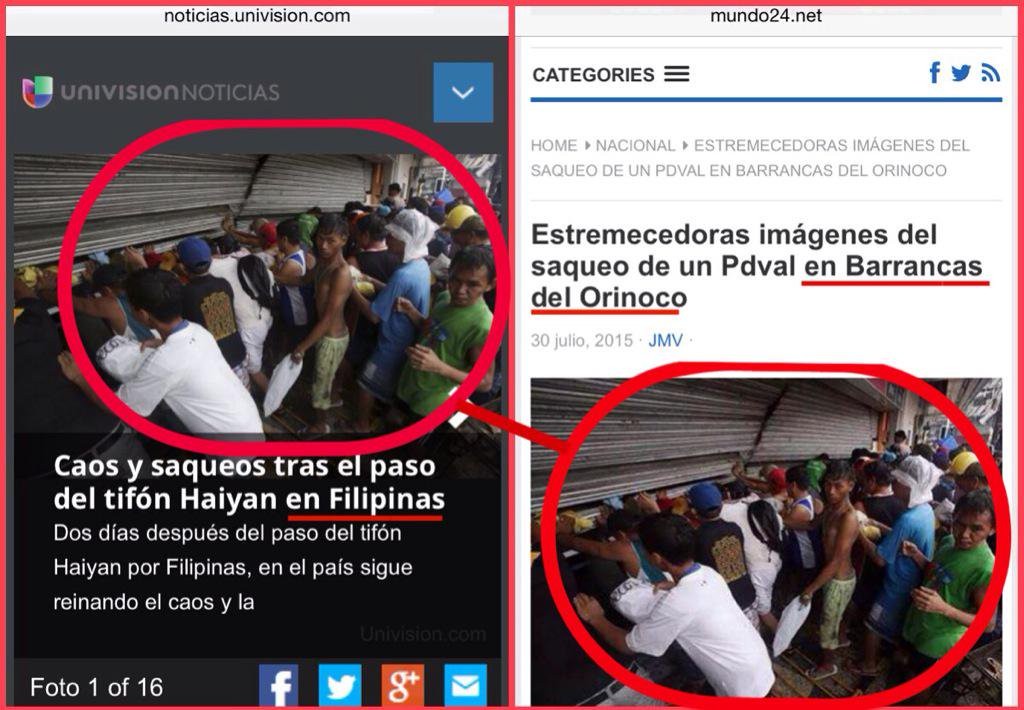 noticias.univision.com
UNIVISION NOTICIAS
Caos y saqueos tras el paso
del tifón Haiyan en Filipinas
Dos días después del paso del tifón
Haiyan por Filipinas, en el país sigue
reinando el caos y la
Univision.com
Foto 1 of 16
f
g+
mundo24.net
CATEGORIES
f
HOME NACIONAL ESTREMECEDORAS IMÁGENES DEL
SAQUEO DE UN PDVAL EN BARRANCAS DEL ORINOCO
Estremecedoras imágenes del
saqueo de un Pdval en Barrancas
del Orinoco
30 julio, 2015 · JMV ·